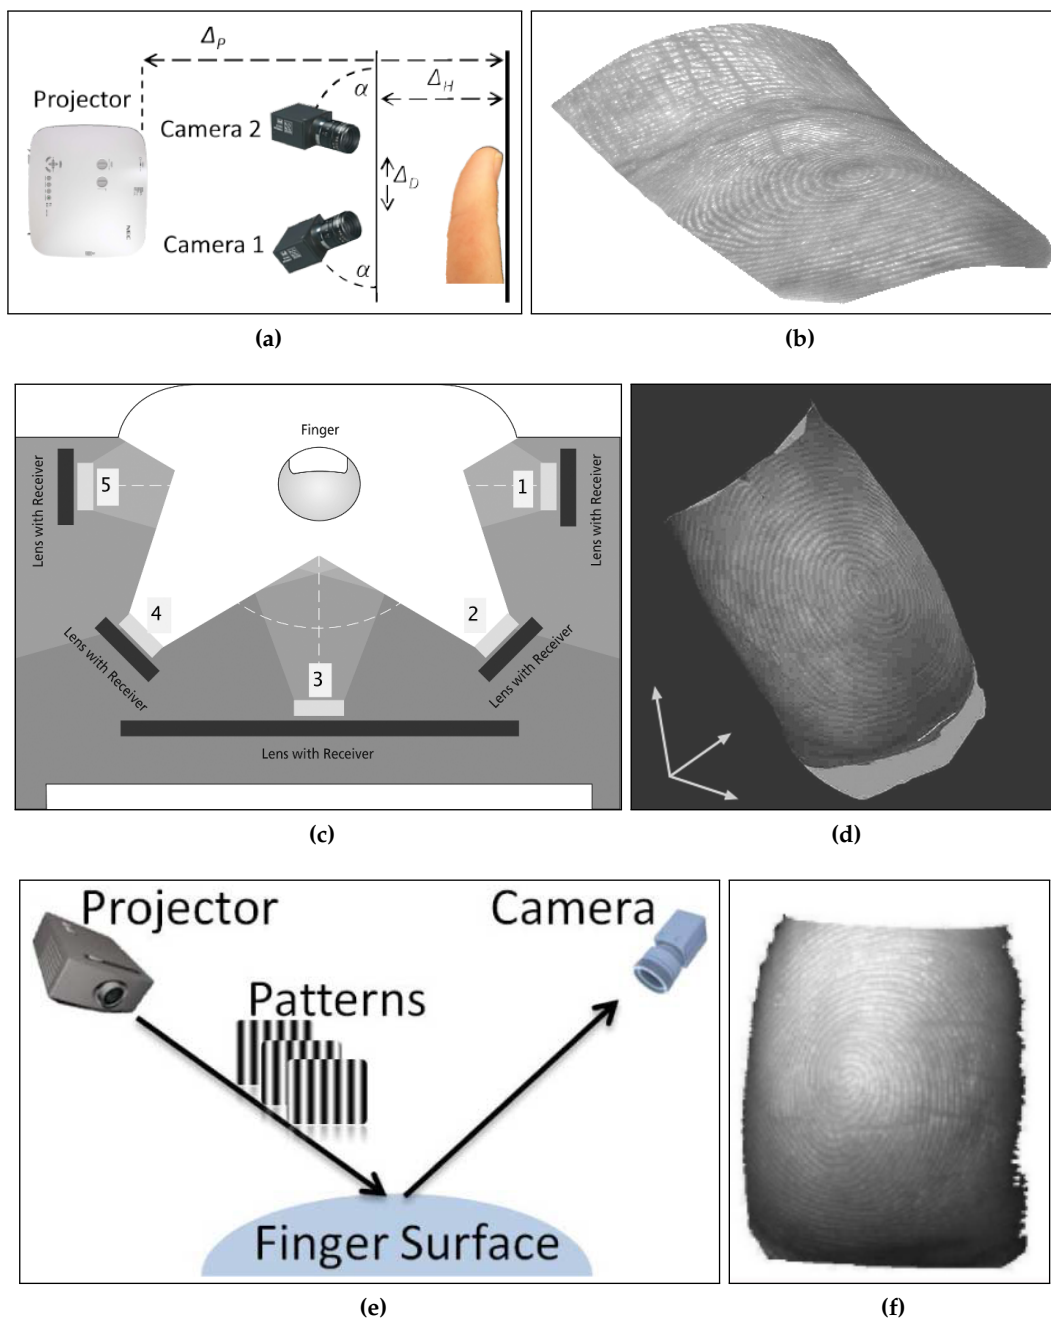 Δ_P
Projector
Camera 2
α
Δ_H
Δ_D
Camera 1
α
NEC
(a)
(b)
Finger
5
1
Lens with Receiver
Lens with Receiver
4
2
Lens with Receiver
Lens with Receiver
3
Lens with Receiver
(c)
(d)
Projector
Camera
Patterns
Finger Surface
(e)
(f)